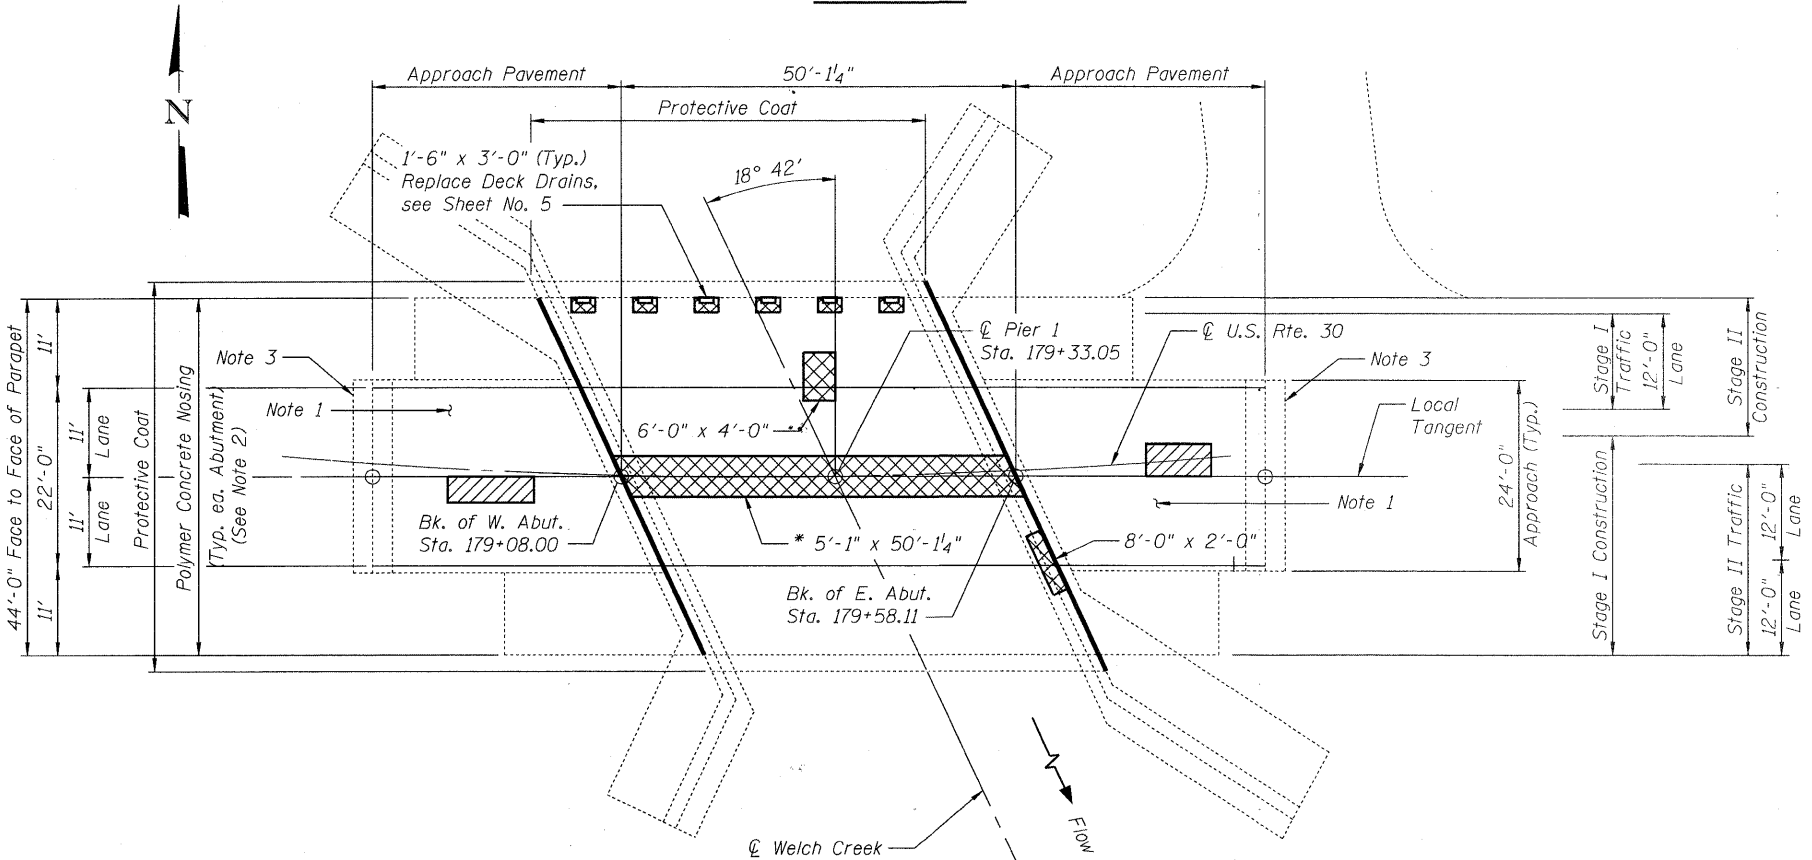 N
Approach Pavement
50'-1¼"
Approach Pavement
Protective Coat
1'-6" x 3'-0" (Typ.)
Replace Deck Drains,
see Sheet No. 5
18° 42'
℄ Pier 1
Sta. 179+33.05
℄ U.S. Rte. 30
Note 3
Note 3
Note 1
Local
Tangent
6'-0" x 4'-0"
Note 1
Bk. of W. Abut.
Sta. 179+08.00
* 5'-1" x 50'-1¼"
8'-0" x 2'-0"
Bk. of E. Abut.
Sta. 179+58.11
℄ Welch Creek
Flow
44'-0" Face to Face of Parapet
11'
22'-0"
11'
11'
Lane
11'
Lane
Protective Coat
Polymer Concrete Nosing
(Typ. ea. Abutment)
(See Note 2)
24'-0"
Approach (Typ.)
Stage I
Traffic
12'-0"
Lane
Stage II
Construction
Stage I Construction
Stage II Traffic
12'-0"
Lane
12'-0"
Lane